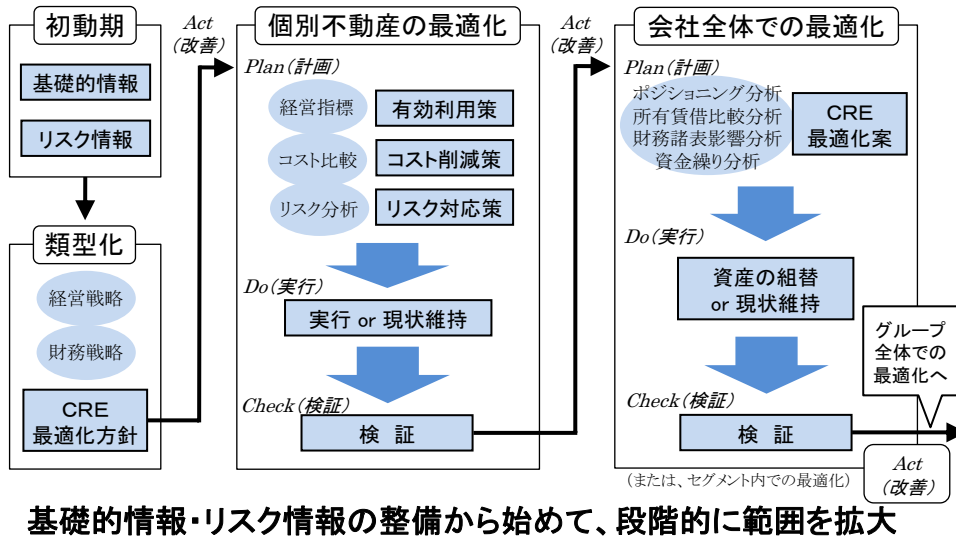 初動期
基礎的情報
リスク情報
類型化
経営戦略
財務戦略
CRE
最適化方針
Act
(改善)
個別不動産の最適化
Plan(計画)
経営指標
有効利用策
コスト比較
コスト削減策
リスク分析
リスク対応策
Do(実行)
実行 or 現状維持
Check(検証)
検 証
Act
(改善)
会社全体での最適化
Plan(計画)
ポジショニング分析
所有賃借比較分析
財務諸表影響分析
資金繰り分析
CRE
最適化案
Do(実行)
資産の組替
or 現状維持
Check(検証)
検 証
(または、セグメント内での最適化)
グループ
全体での
最適化へ
Act
(改善)
基礎的情報・リスク情報の整備から始めて、段階的に範囲を拡大